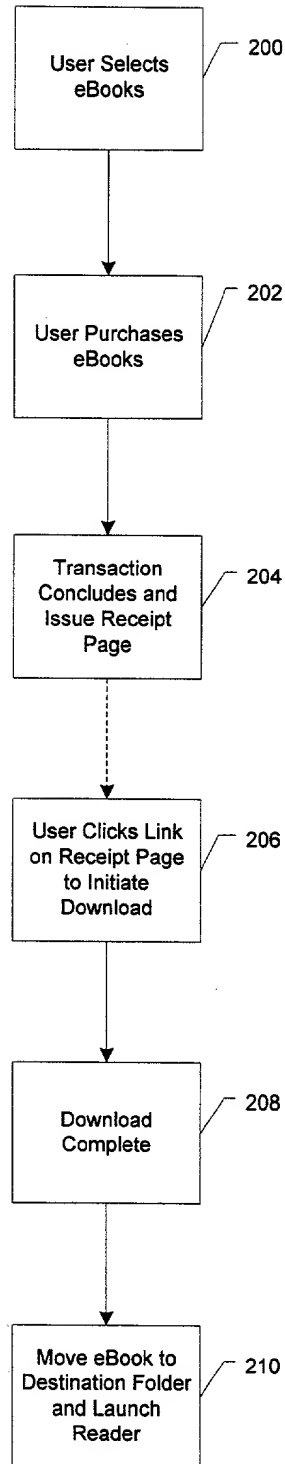 User Selects
eBooks
200
User Purchases
eBooks
202
Transaction
Concludes and
Issue Receipt
Page
204
User Clicks Link
on Receipt Page
to Initiate
Download
206
Download
Complete
208
Move eBook to
Destination Folder
and Launch
Reader
210